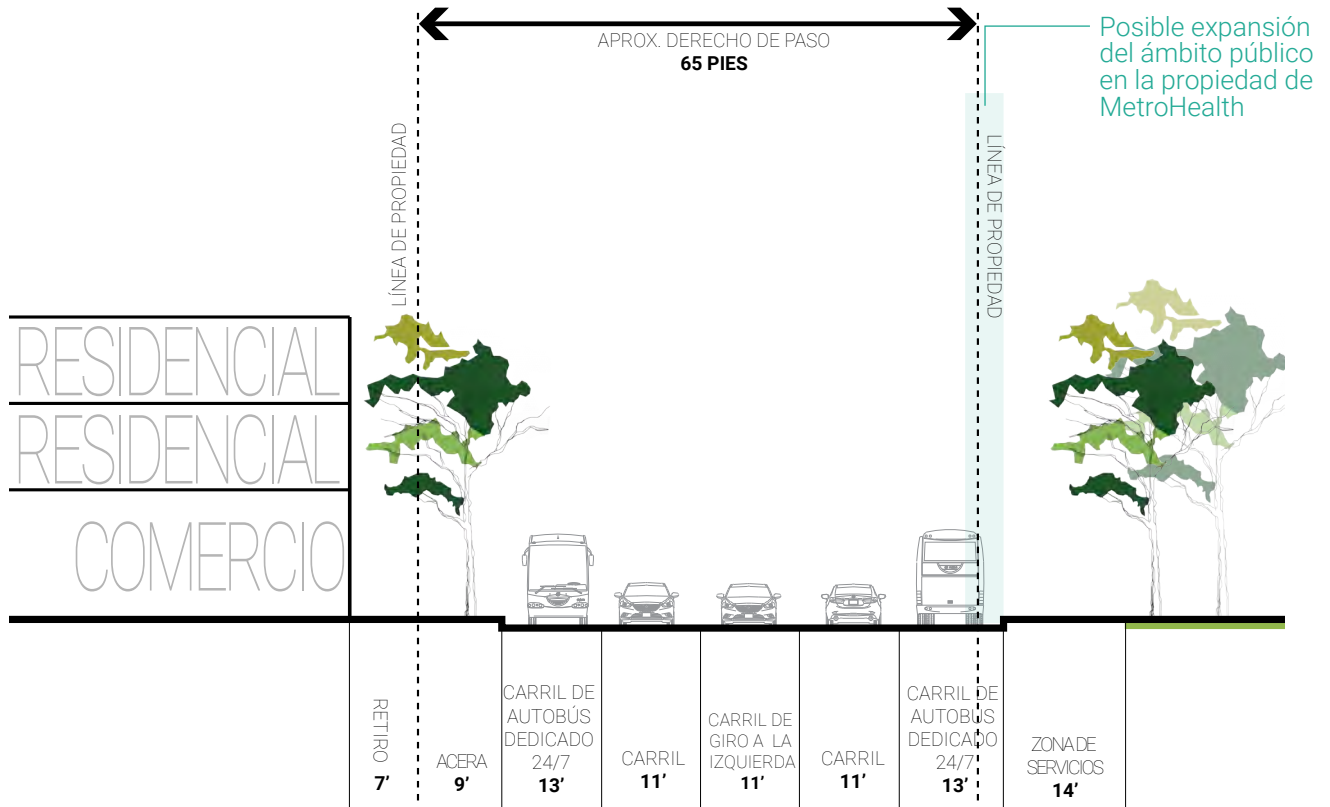 APROX. DERECHO DE PASO
65 PIES
Posible expansión
del ámbito público
en la propiedad de
MetroHealth
LÍNEA DE PROPIEDAD
LÍNEA DE PROPIEDAD
RESIDENCIAL
RESIDENCIAL
COMERCIO
RETIRO
7’
ACERA
9’
CARRIL DE
AUTOBÚS
DEDICADO
24/7
13’
CARRIL
11’
CARRIL DE
GIRO A LA
IZQUIERDA
11’
CARRIL
11’
CARRIL DE
AUTOBÚS
DEDICADO
24/7
13’
ZONA DE
SERVICIOS
14’